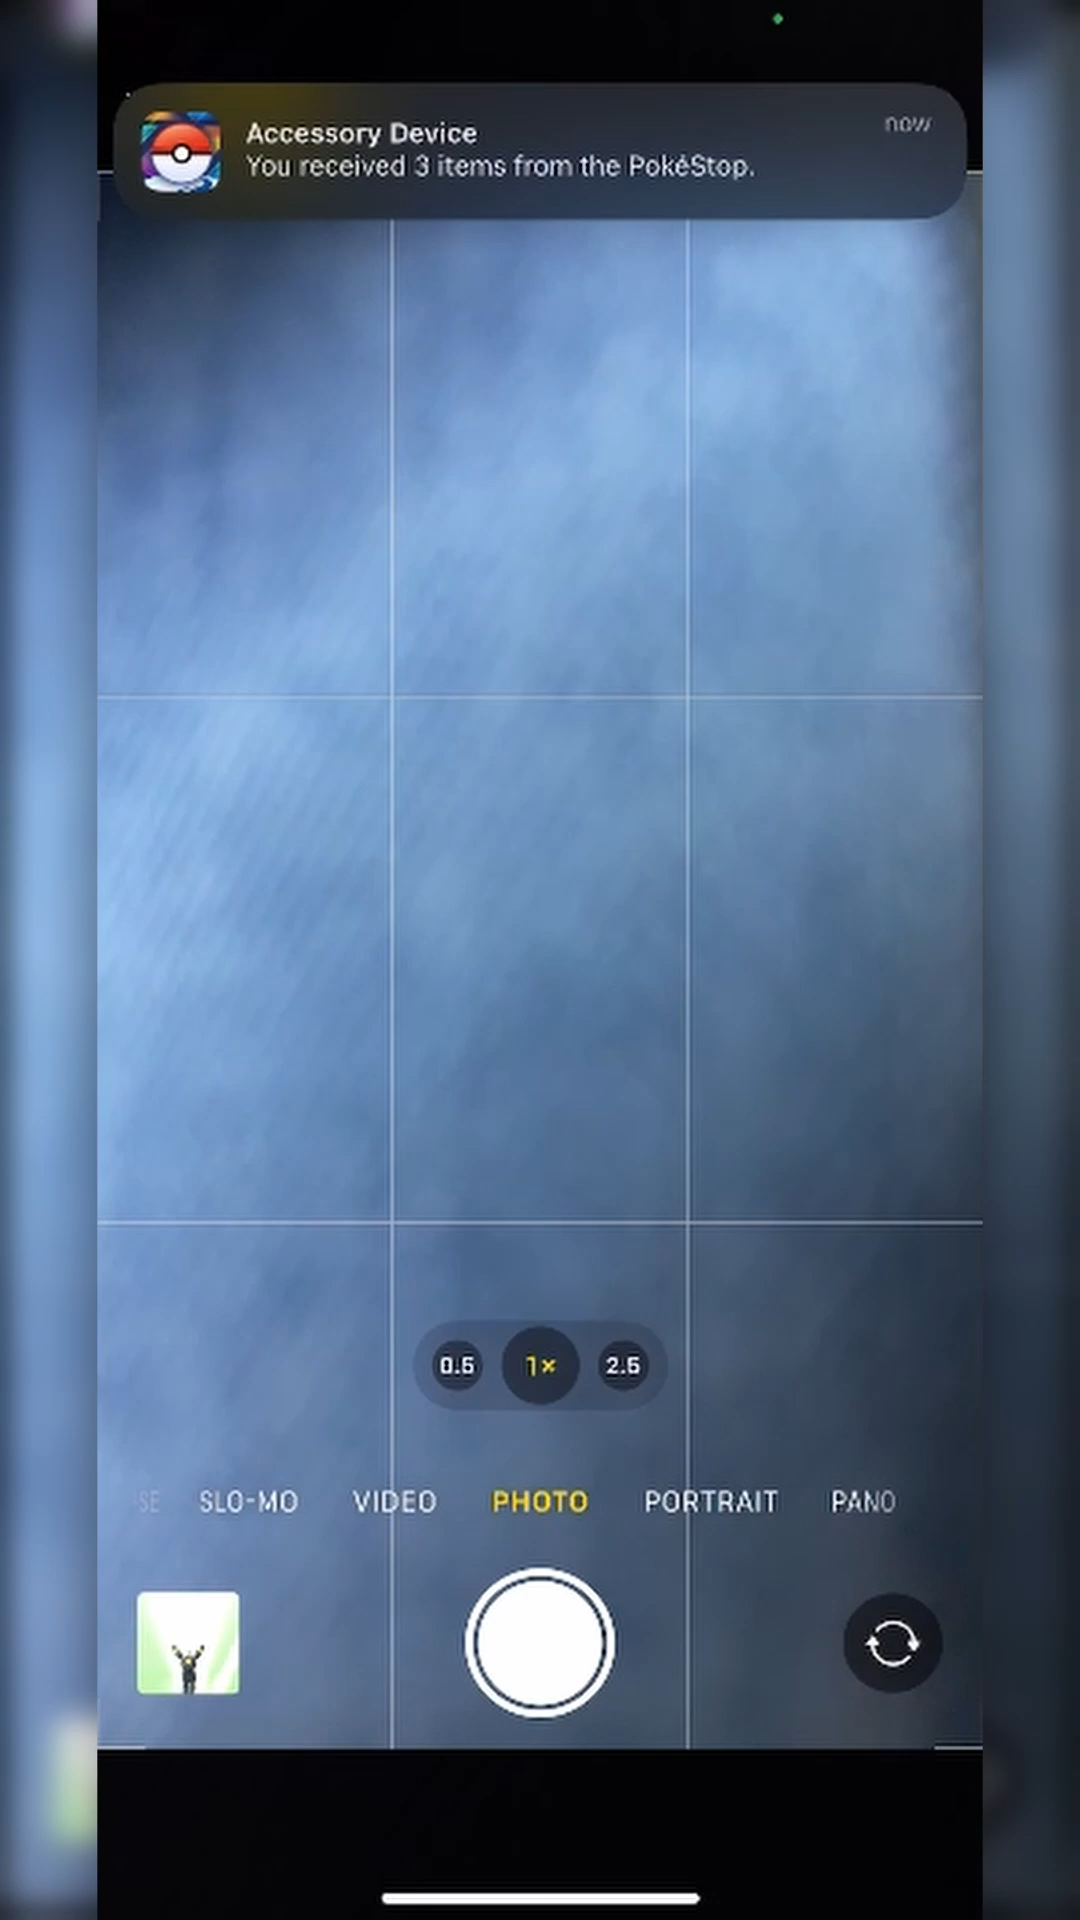 Accessory Device
now
You received 3 items from the PokéStop.
0.5 1× 2.5
SE SLO-MO VIDEO PHOTO PORTRAIT PANO